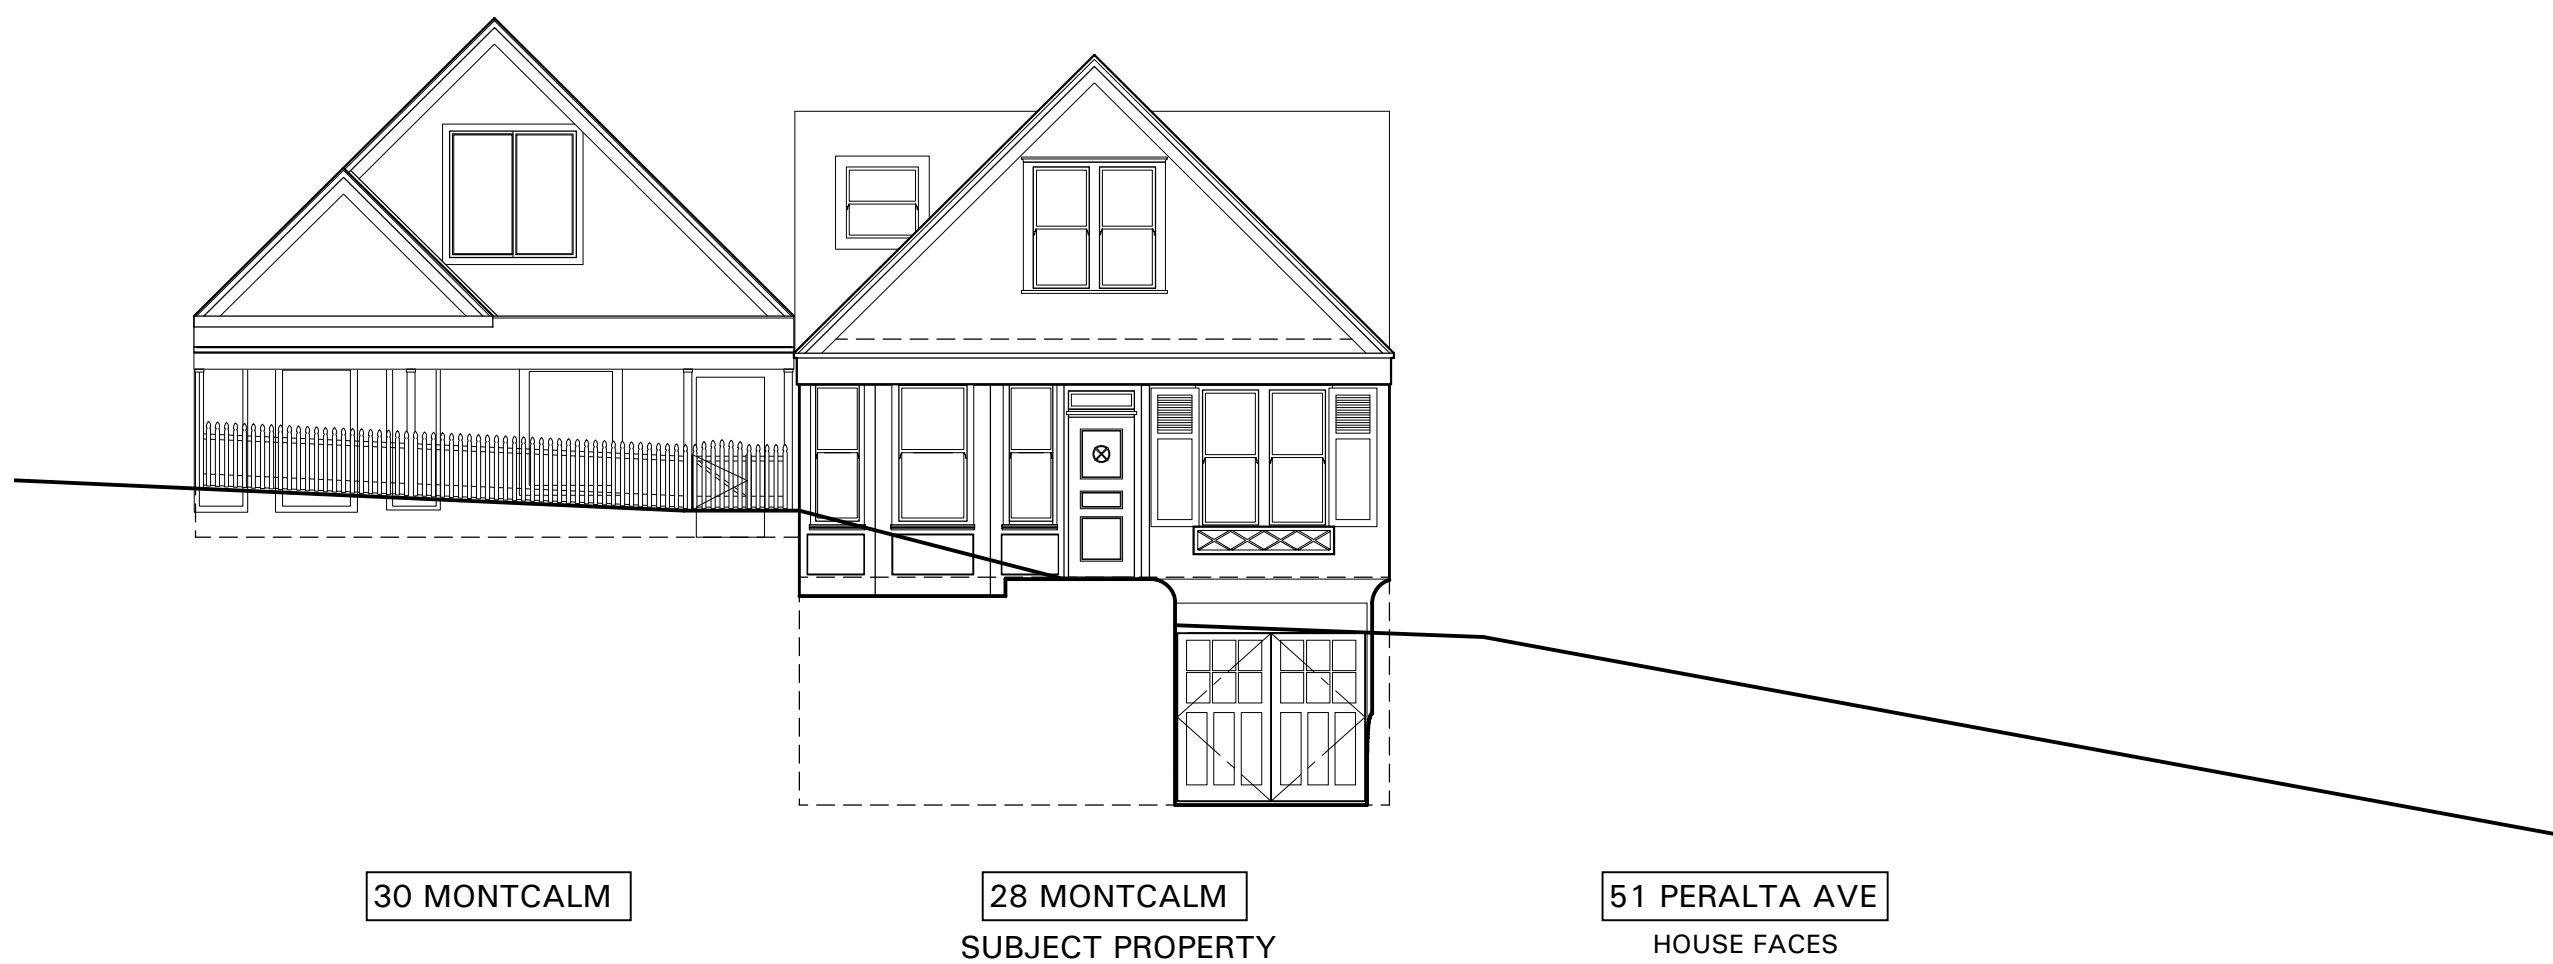 30 MONTCALM
28 MONTCALM
SUBJECT PROPERTY
51 PERALTA AVE
HOUSE FACES